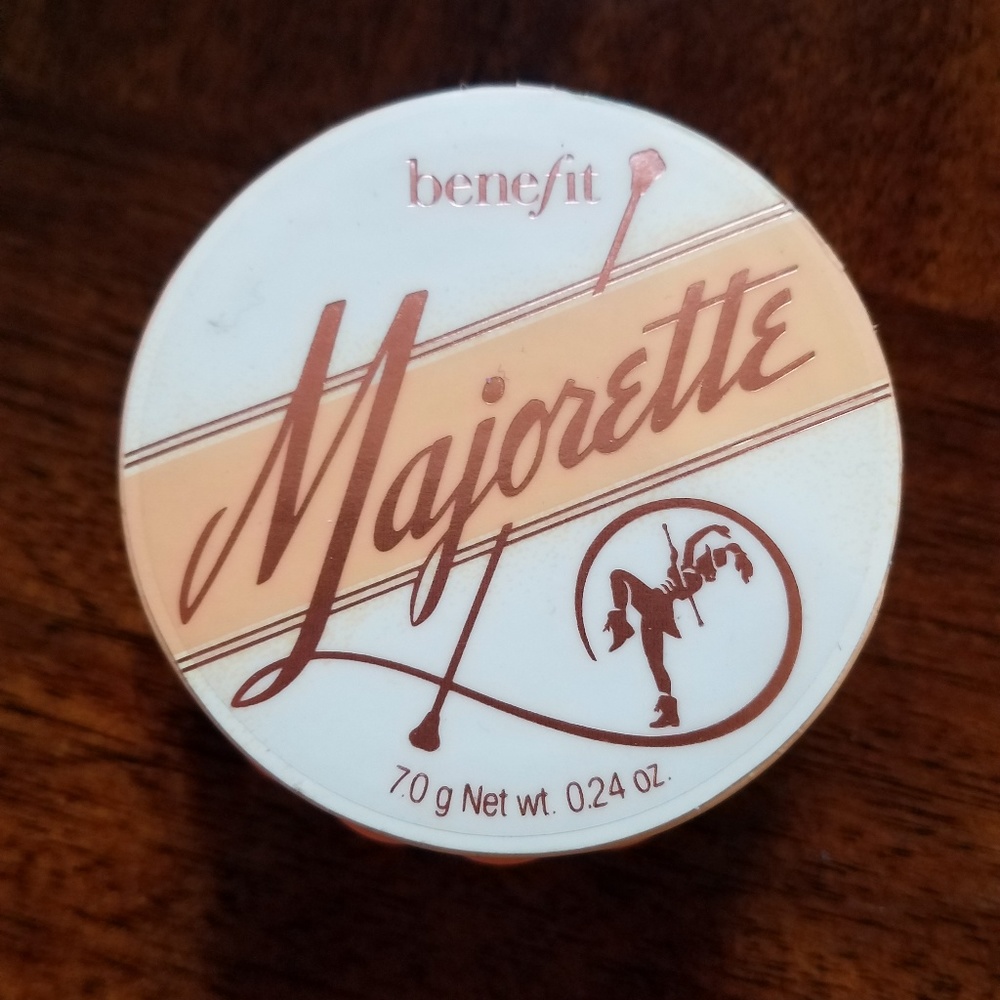 benefit
Majorette
7.0 g Net wt. 0.24 oz.